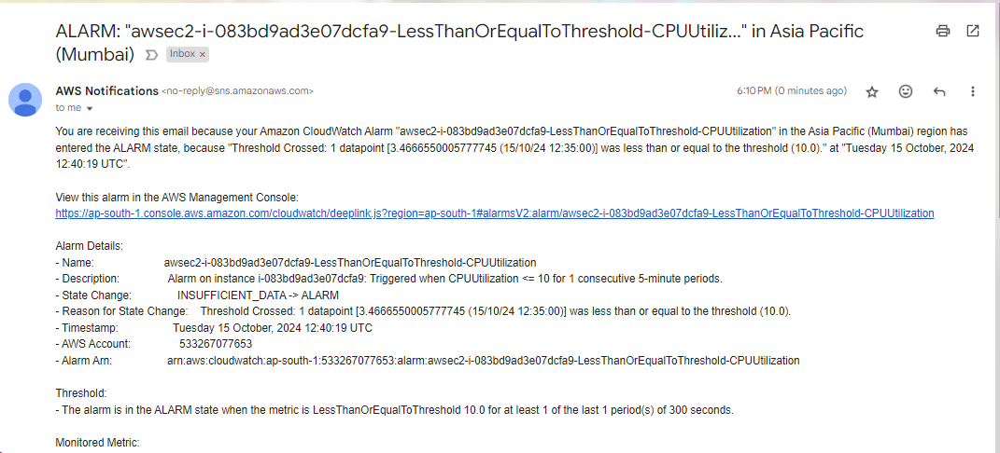 ALARM: "awsec2-i-083bd9ad3e07dcfa9-LessThanOrEqualToThreshold-CPUUtiliz..." in Asia Pacific
(Mumbai) Inbox ×
AWS Notifications <no-reply@sns.amazonaws.com> 6:10 PM (0 minutes ago)
to me
You are receiving this email because your Amazon CloudWatch Alarm "awsec2-i-083bd9ad3e07dcfa9-LessThanOrEqualToThreshold-CPUUtilization" in the Asia Pacific (Mumbai) region has
entered the ALARM state, because "Threshold Crossed: 1 datapoint [3.4666550005777745 (15/10/24 12:35:00)] was less than or equal to the threshold (10.0)." at "Tuesday 15 October, 2024
12:40:19 UTC".
View this alarm in the AWS Management Console:
https://ap-south-1.console.aws.amazon.com/cloudwatch/deeplink.js?region=ap-south-1#alarmsV2:alarm/awsec2-i-083bd9ad3e07dcfa9-LessThanOrEqualToThreshold-CPUUtilization
Alarm Details:
- Name: awsec2-i-083bd9ad3e07dcfa9-LessThanOrEqualToThreshold-CPUUtilization
- Description: Alarm on instance i-083bd9ad3e07dcfa9: Triggered when CPUUtilization <= 10 for 1 consecutive 5-minute periods.
- State Change: INSUFFICIENT_DATA -> ALARM
- Reason for State Change: Threshold Crossed: 1 datapoint [3.4666550005777745 (15/10/24 12:35:00)] was less than or equal to the threshold (10.0).
- Timestamp: Tuesday 15 October, 2024 12:40:19 UTC
- AWS Account: 533267077653
- Alarm Arn: arn:aws:cloudwatch:ap-south-1:533267077653:alarm:awsec2-i-083bd9ad3e07dcfa9-LessThanOrEqualToThreshold-CPUUtilization
Threshold:
- The alarm is in the ALARM state when the metric is LessThanOrEqualToThreshold 10.0 for at least 1 of the last 1 period(s) of 300 seconds.
Monitored Metric: